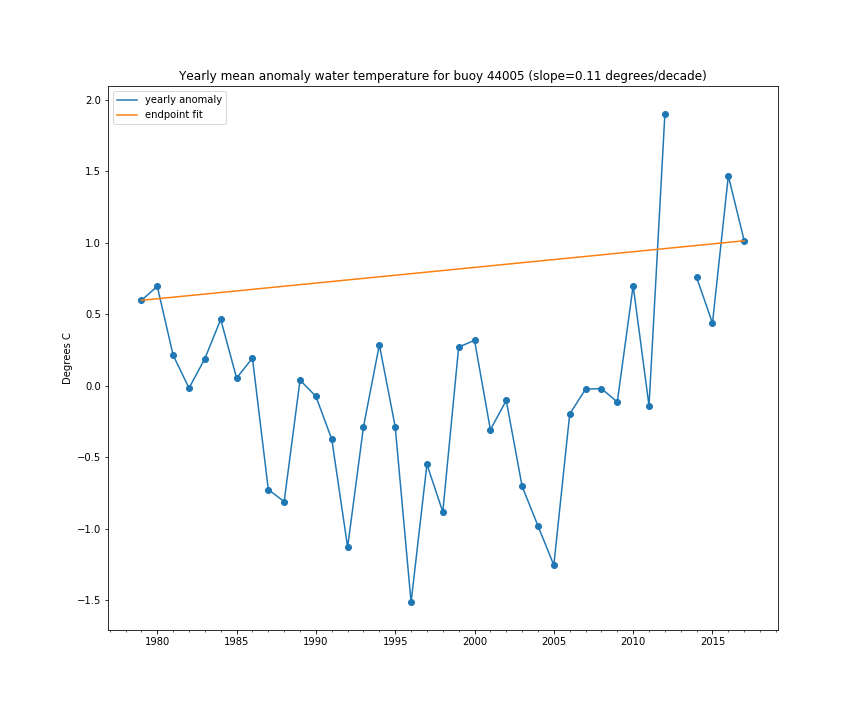 Yearly mean anomaly water temperature for buoy 44005 (slope=0.11 degrees/decade)
yearly anomaly
endpoint fit
2.0
1.5
1.0
0.5
0.0
−0.5
−1.0
−1.5
Degrees C
1980 1985 1990 1995 2000 2005 2010 2015